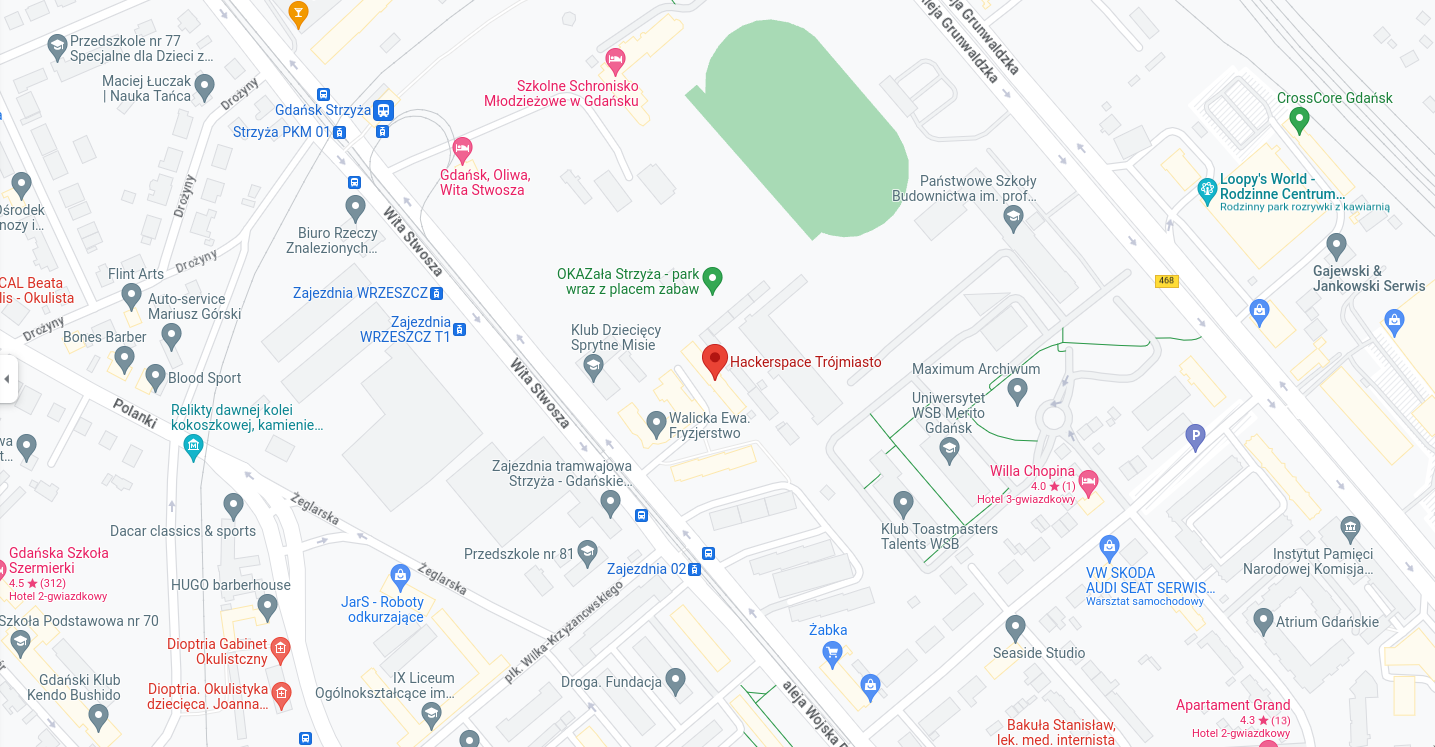 Przedszkole nr 77
Specjalne dla Dzieci z…
Maciej Łuczak
| Nauka Tańca
Drożyny
Gdańsk Strzyża
Strzyża PKM 01
Szkolne Schronisko
Młodzieżowe w Gdańsku
Gdańsk, Oliwa,
Wita Stwosza
aleja Grunwaldzka
aleja Grunwaldzka
CrossCore Gdańsk
Loopy's World -
Rodzinne Centrum…
Rodzinny park rozrywki z kawiarnią
Państwowe Szkoły
Budownictwa im. prof…
Drożyny
Ośrodek
nozy i…
Biuro Rzeczy
Znalezionych…
Wita Stwosza
Drożyny
Gajewski &
Jankowski Serwis
468
OKAZała Strzyża - park
wraz z placem zabaw
Flint Arts
CAL Beata
lis - Okulista
Auto-service
Mariusz Górski
Zajezdnia WRZESZCZ
Zajezdnia
WRZESZCZ T1
Drożyny
Bones Barber
Klub Dziecięcy
Sprytne Misie
Hackerspace Trójmiasto
Maximum Archiwum
Blood Sport
Wita Stwosza
Polanki
Relikty dawnej kolei
kokoszkowej, kamienie…
Walicka Ewa.
Fryzjerstwo
Uniwersytet
WSB Merito
Gdańsk
P
wa
t…
Zajezdnia tramwajowa
Strzyża - Gdańskie…
Willa Chopina
4.0 ★ (1)
Hotel 3-gwiazdkowy
Żeglarska
Dacar classics & sports
Klub Toastmasters
Talents WSB
Gdańska Szkoła
Szermierki
4.5 ★ (312)
Hotel 2-gwiazdkowy
Przedszkole nr 81
Zajezdnia 02
Instytut Pamięci
Narodowej Komisja…
VW SKODA
AUDI SEAT SERWIS…
Warsztat samochodowy
Żeglarska
HUGO barberhouse
JarS - Roboty
odkurzające
płk. Wilka-Krzyżanowskiego
Szkoła Podstawowa nr 70
Żabka
Atrium Gdańskie
Seaside Studio
Dioptria Gabinet
Okulistczny
Gdański Klub
Kendo Bushido
Dioptria. Okulistyka
dziecięca. Joanna…
IX Liceum
Ogólnokształcące im…
Droga. Fundacja
aleja Wojska
Apartament Grand
4.3 ★ (13)
Hotel 2-gwiazdkowy
Bakuła Stanisław,
lek. med. internista